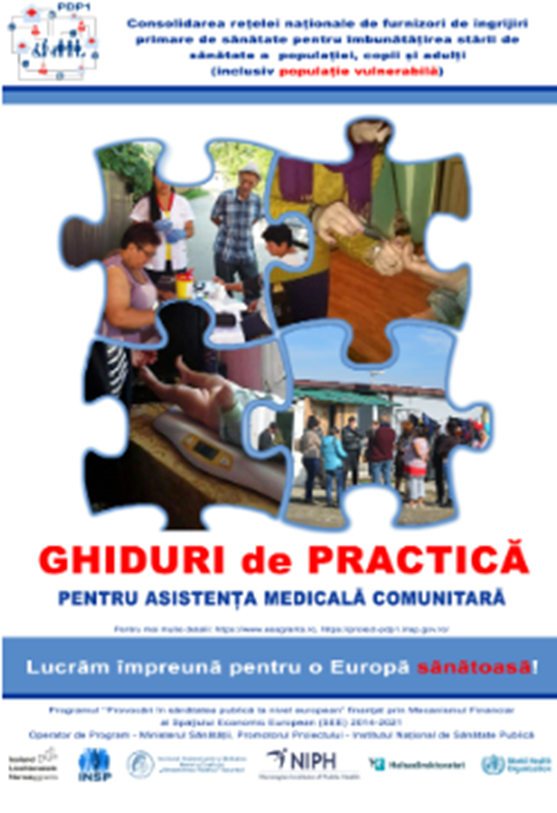 PDP1
Consolidarea rețelei naționale de furnizori de îngrijiri
primare de sănătate pentru îmbunătățirea stării de
sănătate a populației, copii și adulți
(inclusiv populație vulnerabilă)
GHIDURI de PRACTICĂ
PENTRU ASISTENȚA MEDICALĂ COMUNITARĂ
Pentru mai multe detalii: https://www.eeagrants.ro, https://proiect-pdp1.insp.gov.ro/
Lucrăm împreună pentru o Europă sănătoasă!
Programul "Provocări în sănătatea publică la nivel european" finanțat prin Mecanismul Financiar
al Spațiului Economic European (SEE) 2014-2021
Operator de Program - Ministerul Sănătății, Promotorul Proiectului - Institutul Național de Sănătate Publică
Iceland
Liechtenstein
Norway grants
INSP
NIPH
Norwegian Institute of Public Health
Helsedirektoratet
World Health
Organization